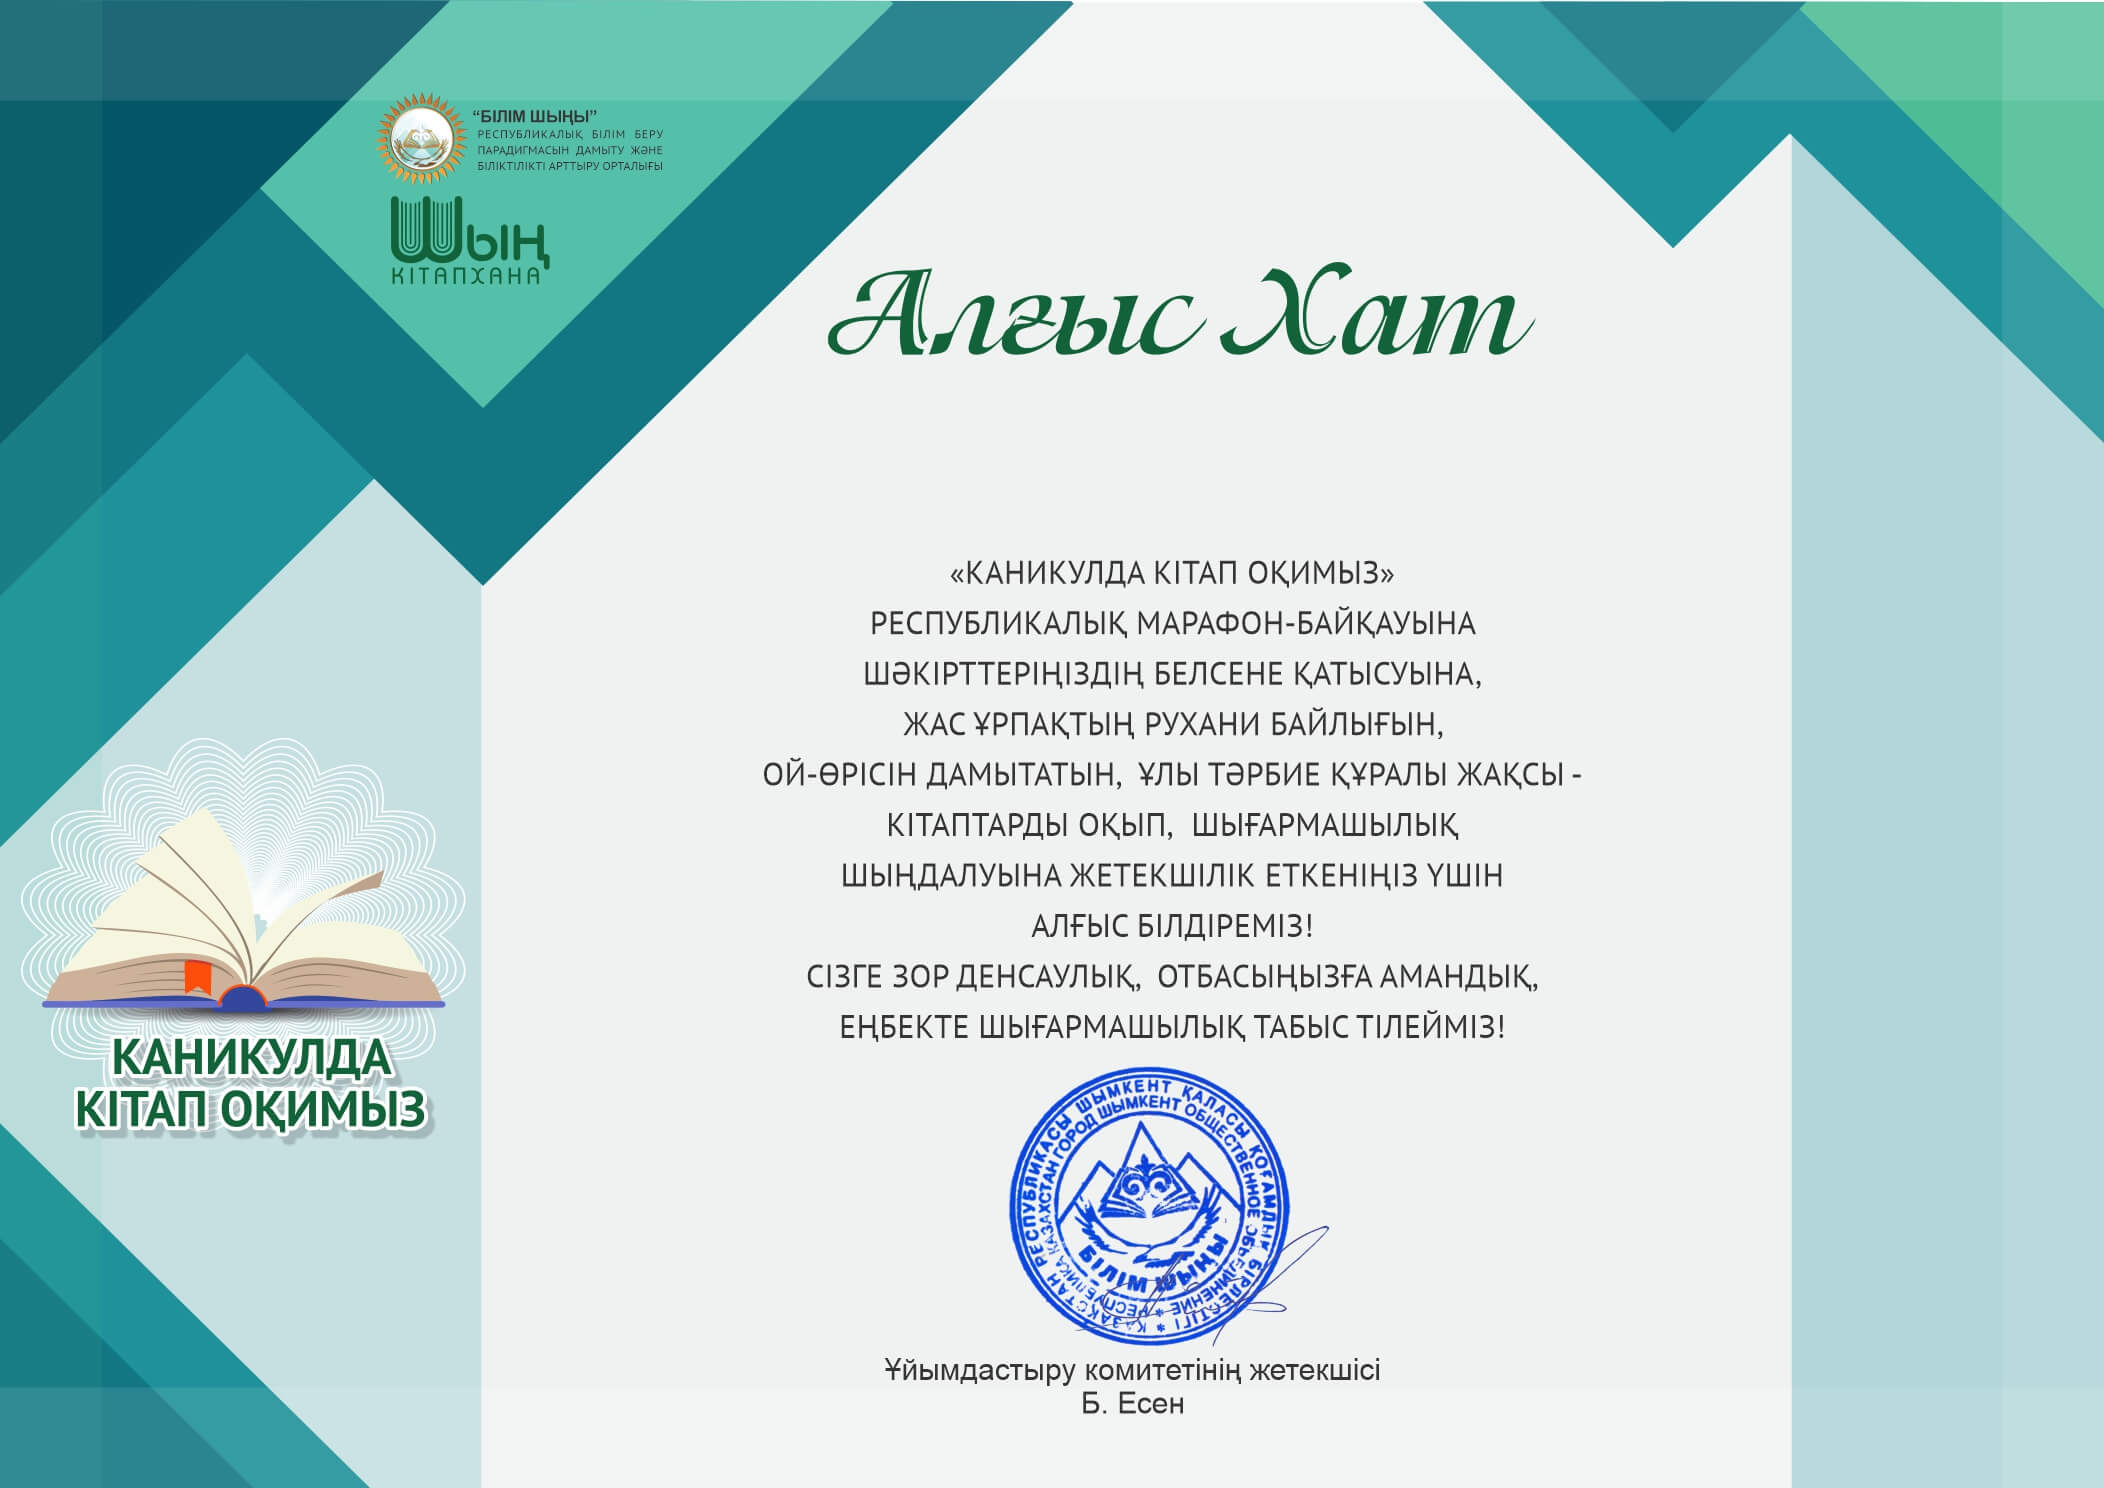 “БІЛІМ ШЫҢЫ”
РЕСПУБЛИКАЛЫҚ БІЛІМ БЕРУ
ПАРАДИГМАСЫН ДАМЫТУ ЖӘНЕ
БІЛІКТІЛІКТІ АРТТЫРУ ОРТАЛЫҒЫ
Шың
КІТАПХАНА
Алғыс Хат
«КАНИКУЛДА КІТАП ОҚИМЫЗ»
РЕСПУБЛИКАЛЫҚ МАРАФОН-БАЙҚАУЫНА
ШӘКІРТТЕРІҢІЗДІҢ БЕЛСЕНЕ ҚАТЫСУЫНА,
ЖАС ҰРПАҚТЫҢ РУХАНИ БАЙЛЫҒЫН,
ОЙ-ӨРІСІН ДАМЫТАТЫН, ҰЛЫ ТӘРБИЕ ҚҰРАЛЫ ЖАҚСЫ -
КІТАПТАРДЫ ОҚЫП, ШЫҒАРМАШЫЛЫҚ
ШЫҢДАЛУЫНА ЖЕТЕКШІЛІК ЕТКЕНІҢІЗ ҮШІН
АЛҒЫС БІЛДІРЕМІЗ!
СІЗГЕ ЗОР ДЕНСАУЛЫҚ, ОТБАСЫҢЫЗҒА АМАНДЫҚ,
ЕҢБЕКТЕ ШЫҒАРМАШЫЛЫҚ ТАБЫС ТІЛЕЙМІЗ!
КАНИКУЛДА
КІТАП ОҚИМЫЗ
ҚАЗАҚСТАН РЕСПУБЛИКАСЫ ШЫМКЕНТ ҚАЛАСЫ ҚОҒАМДЫҚ БІРЛЕСТІГІ *
РЕСПУБЛИКА КАЗАХСТАН ГОРОД ШЫМКЕНТ ОБЩЕСТВЕННОЕ ОБЪЕДИНЕНИЕ *
БІЛІМ ШЫҢЫ
Ұйымдастыру комитетінің жетекшісі
Б. Есен